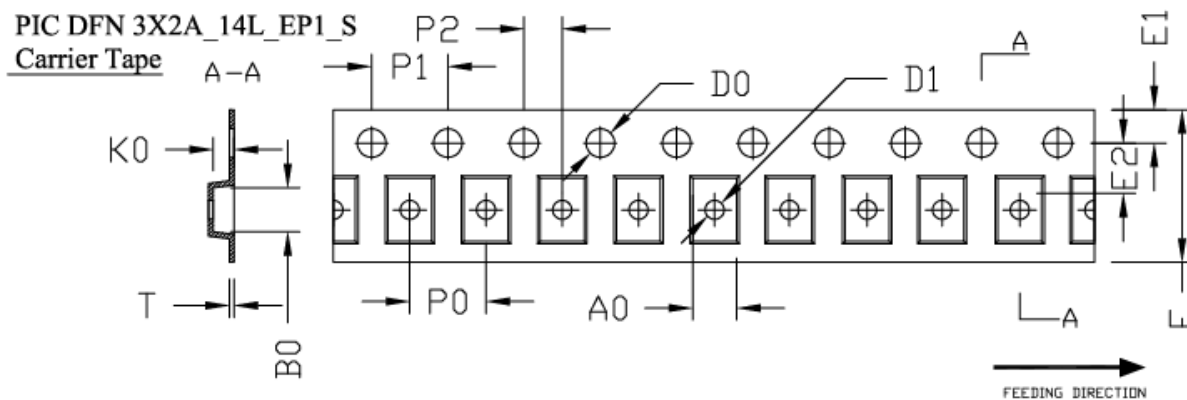 PIC DFN 3X2A_14L_EP1_S
Carrier Tape
A-A
P2
P1
D0
D1
A
E1
K0
E2
T
B0
P0
A0
A
FEEDING DIRECTION